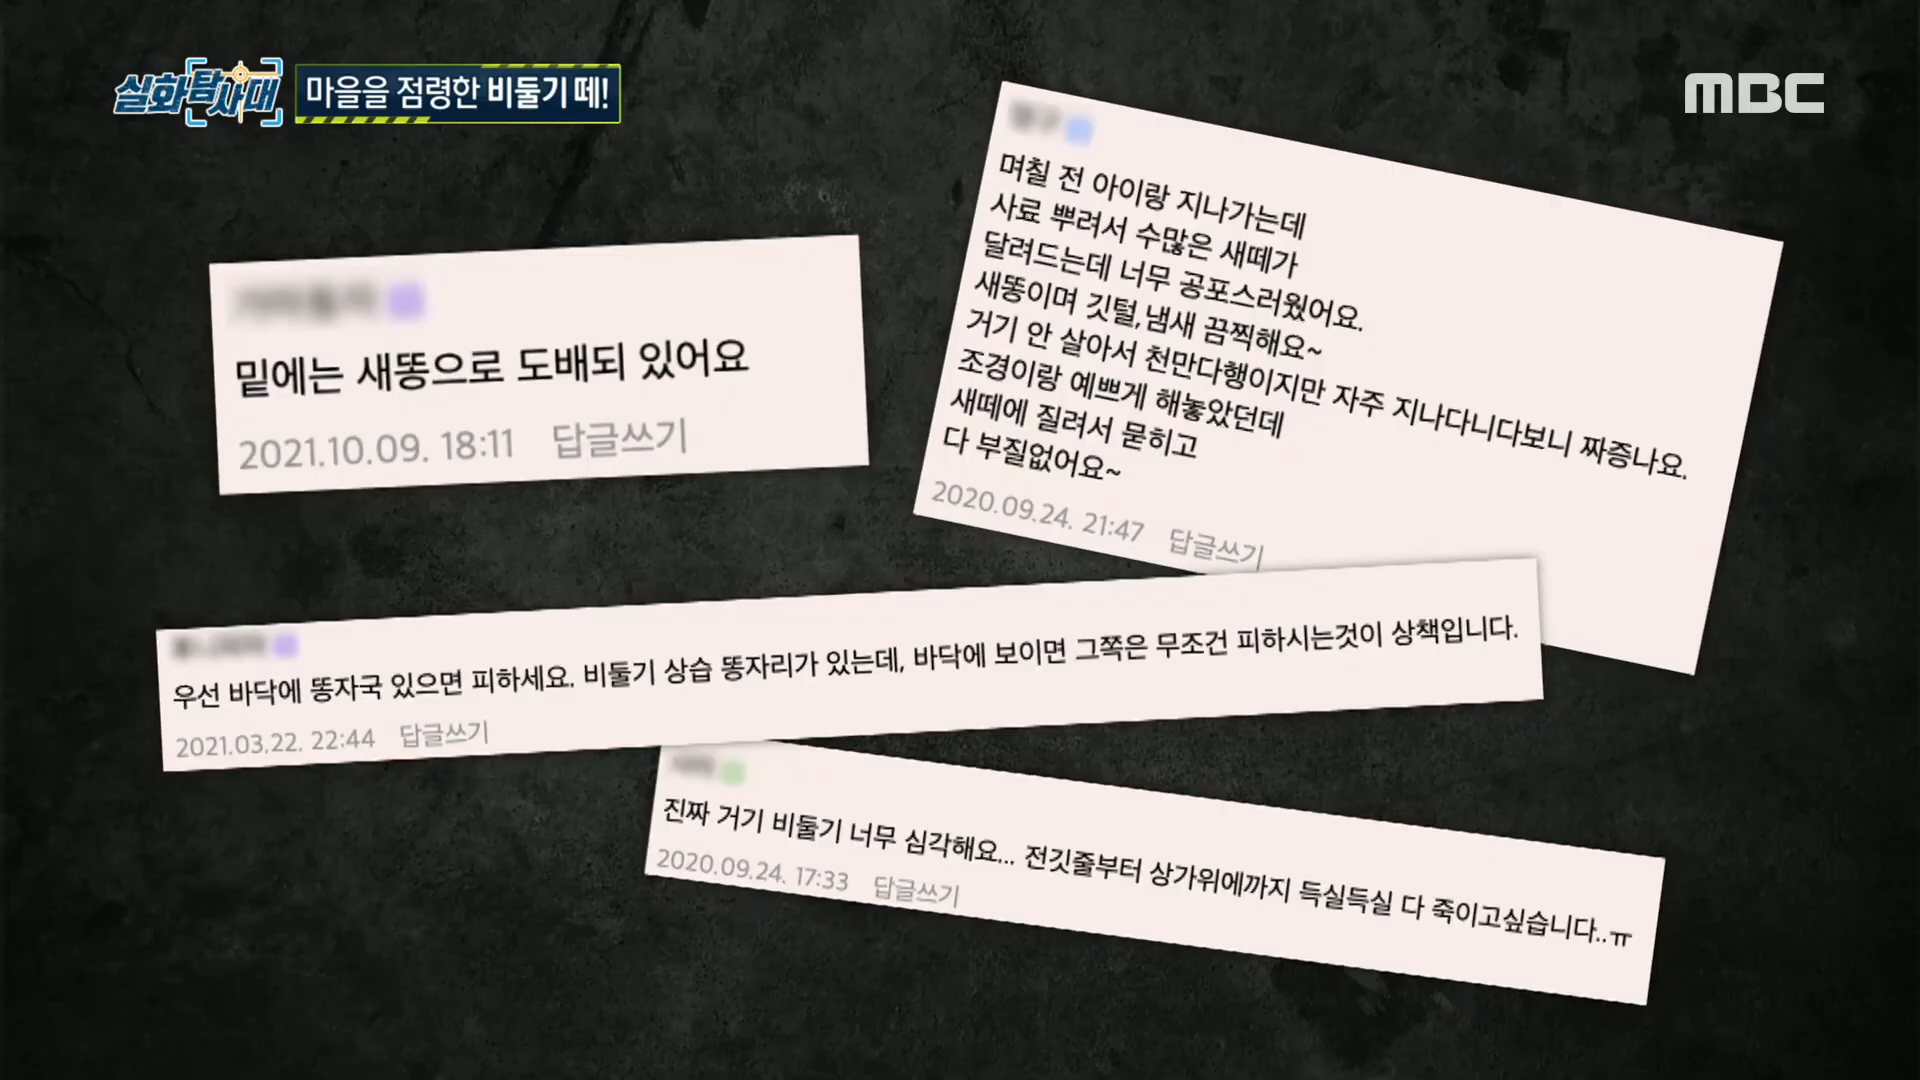 실화탐사대
마을을 점령한 비둘기 떼!
MBC
밑에는 새똥으로 도배되 있어요
2021.10.09. 18:11 답글쓰기
며칠 전 아이랑 지나가는데
사료 뿌려서 수많은 새떼가
달려드는데 너무 공포스러웠어요.
새똥이며 깃털,냄새 끔찍해요~
거기 안 살아서 천만다행이지만 자주 지나다니다보니 짜증나요.
조경이랑 예쁘게 해놓았던데
새떼에 질려서 묻히고
다 부질없어요~
2020.09.24. 21:47 답글쓰기
우선 바닥에 똥자국 있으면 피하세요. 비둘기 상습 똥자리가 있는데, 바닥에 보이면 그쪽은 무조건 피하시는것이 상책입니다.
2021.03.22. 22:44 답글쓰기
진짜 거기 비둘기 너무 심각해요... 전깃줄부터 상가위에까지 득실득실 다 죽이고싶습니다..ㅠ
2020.09.24. 17:33 답글쓰기